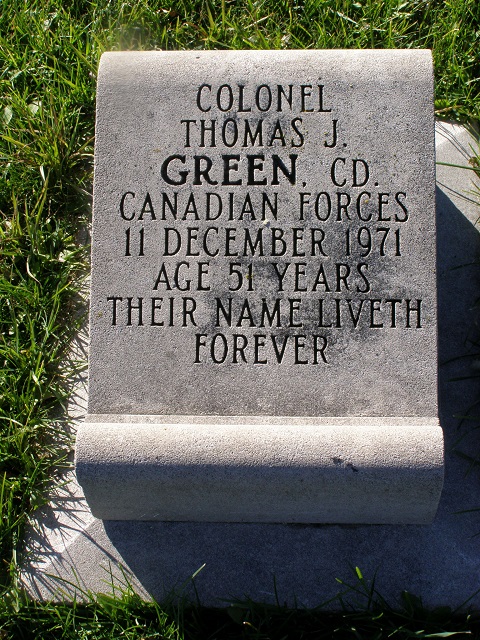 COLONEL
THOMAS J.
GREEN, CD.
CANADIAN FORCES
11 DECEMBER 1971
AGE 51 YEARS
THEIR NAME LIVETH
FOREVER